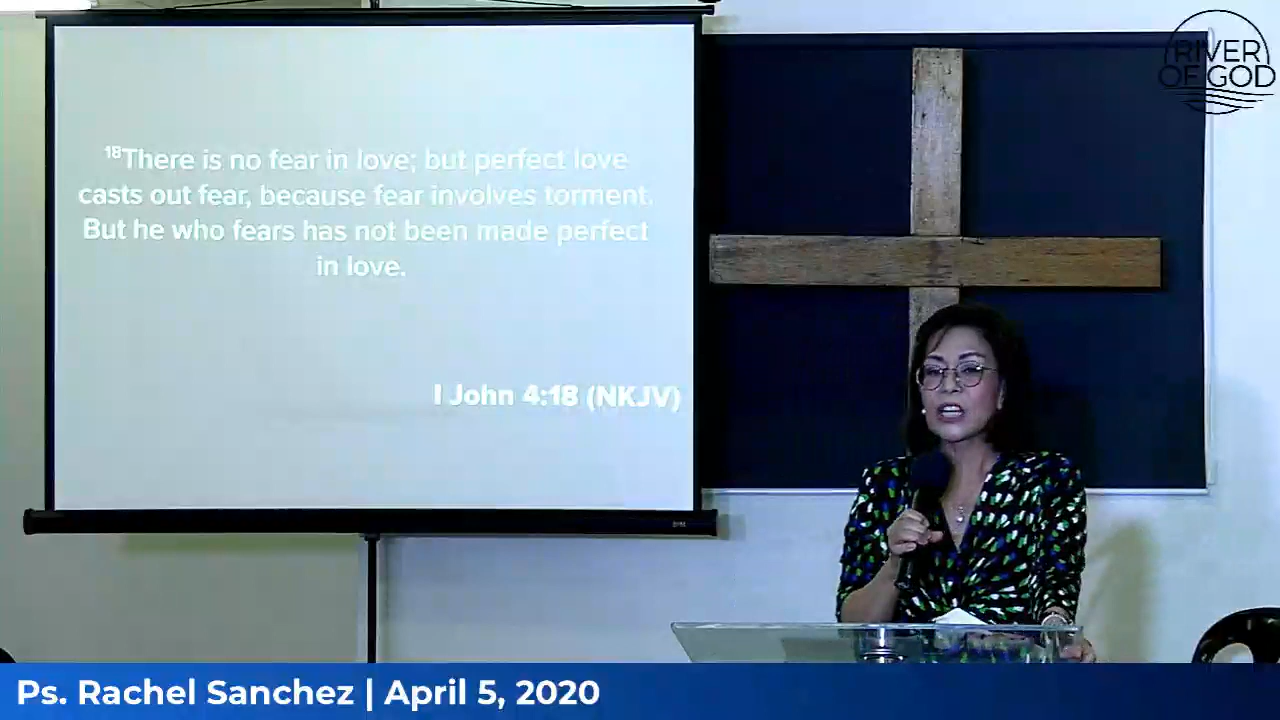 RIVER
OF GOD
¹⁸There is no fear in love; but perfect love
casts out fear, because fear involves torment.
But he who fears has not been made perfect
in love.
I John 4:18 (NKJV)
Ps. Rachel Sanchez | April 5, 2020